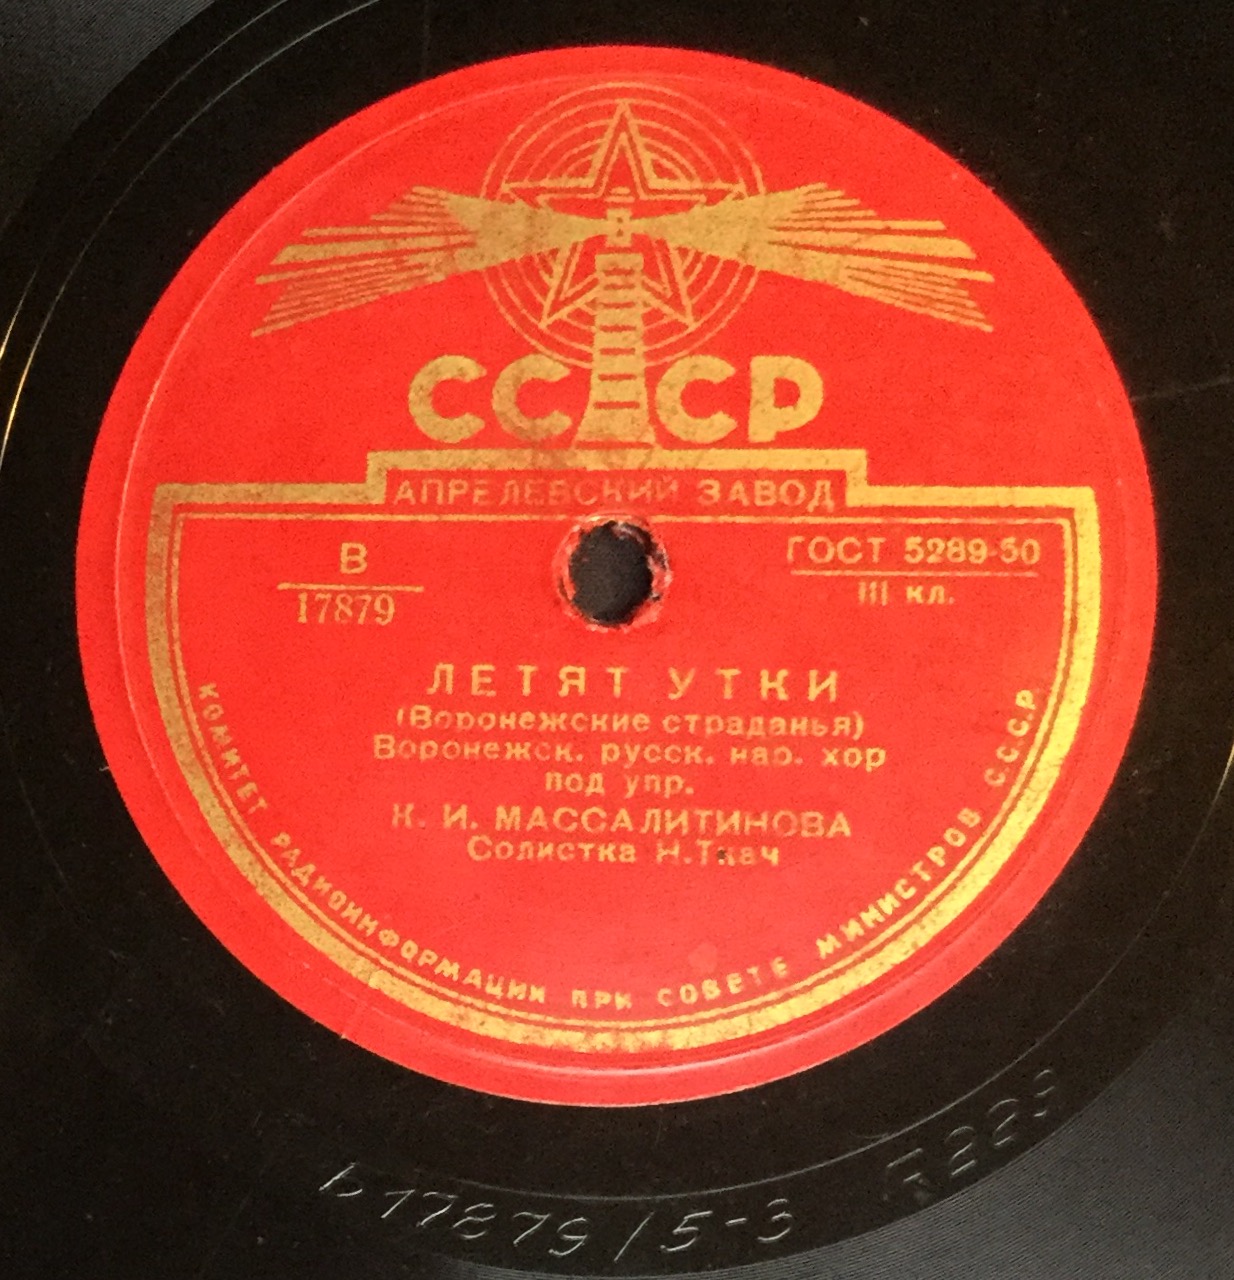 СССР
АПРЕЛЕВСКИЙ ЗАВОД
В
17879
ГОСТ 5289-50
III кл.
ЛЕТЯТ УТКИ
(Воронежские страданья)
Воронежск. русск. нар. хор
под упр.
К. И. МАССАЛИТИНОВА
Солистка Н.Ткач
КОМИТЕТ РАДИОИНФОРМАЦИИ ПРИ СОВЕТЕ МИНИСТРОВ С.С.С.Р.
17879/5-3